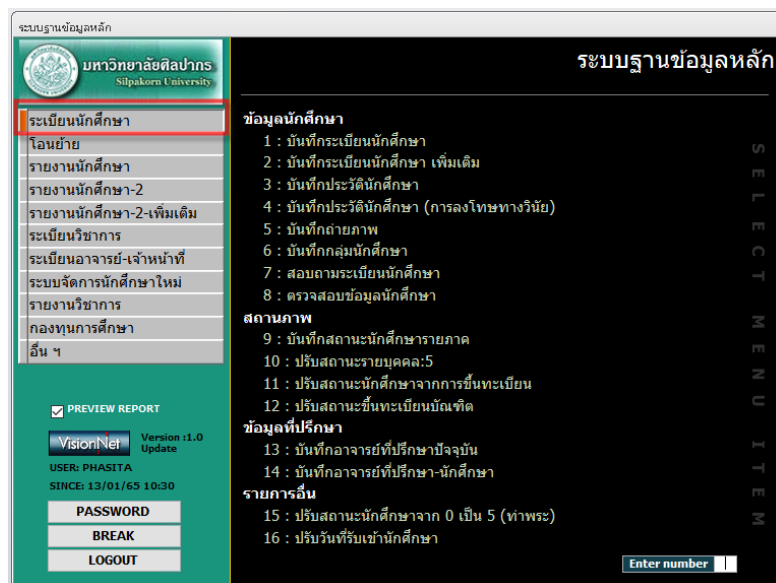 ระบบฐานข้อมูลหลัก
มหาวิทยาลัยศิลปากร
Silpakorn University
ระบบฐานข้อมูลหลัก
ระเบียนนักศึกษา
โอนย้าย
รายงานนักศึกษา
รายงานนักศึกษา-2
รายงานนักศึกษา-2-เพิ่มเติม
ระเบียนวิชาการ
ระเบียนอาจารย์-เจ้าหน้าที่
ระบบจัดการนักศึกษาใหม่
รายงานวิชาการ
กองทุนการศึกษา
อื่น ฯ
PREVIEW REPORT
VisionNet
Version :1.0
Update
USER: PHASITA
SINCE: 13/01/65 10:30
PASSWORD
BREAK
LOGOUT
ข้อมูลนักศึกษา
1 : บันทึกระเบียนนักศึกษา
2 : บันทึกระเบียนนักศึกษา เพิ่มเติม
3 : บันทึกประวัตินักศึกษา
4 : บันทึกประวัตินักศึกษา (การลงโทษทางวินัย)
5 : บันทึกถ่ายภาพ
6 : บันทึกกลุ่มนักศึกษา
7 : สอบถามระเบียนนักศึกษา
8 : ตรวจสอบข้อมูลนักศึกษา
สถานภาพ
9 : บันทึกสถานะนักศึกษารายภาค
10 : ปรับสถานะรายบุคคล:5
11 : ปรับสถานะนักศึกษาจากการขึ้นทะเบียน
12 : ปรับสถานะขึ้นทะเบียนบัณฑิต
ข้อมูลที่ปรึกษา
13 : บันทึกอาจารย์ที่ปรึกษาปัจจุบัน
14 : บันทึกอาจารย์ที่ปรึกษา-นักศึกษา
รายการอื่น
15 : ปรับสถานะนักศึกษาจาก 0 เป็น 5 (ท่าพระ)
16 : ปรับวันที่รับเข้านักศึกษา
SELECT MENU ITEM
Enter number